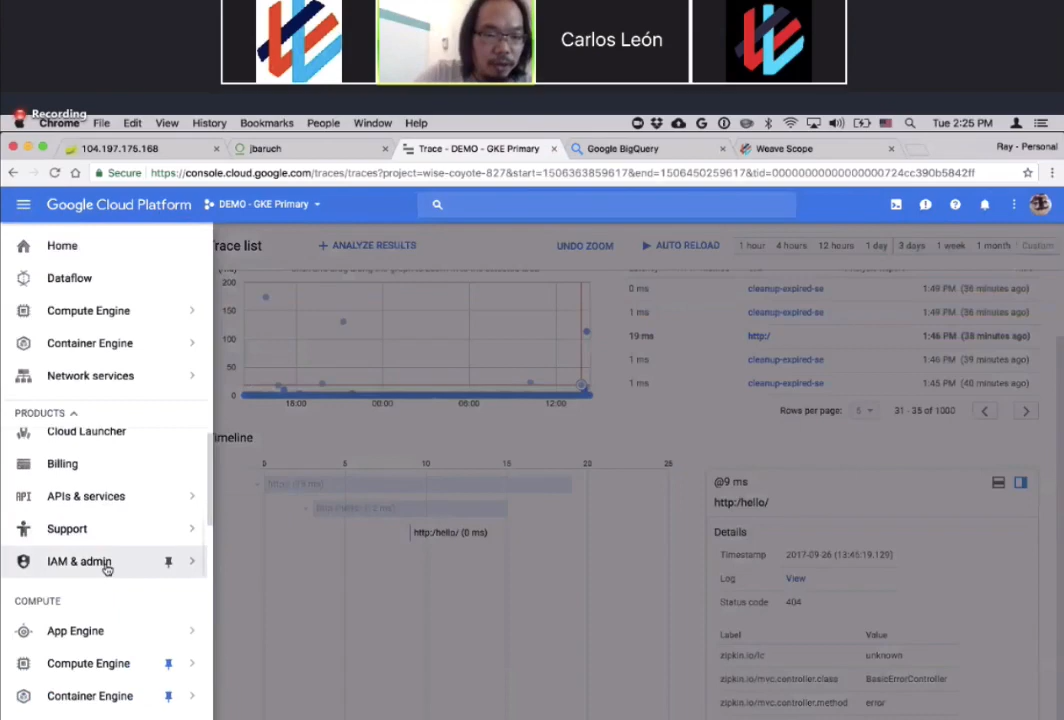 Carlos León
Recording
Chrome File Edit View History Bookmarks People Window Help Tue 2:25 PM
104.197.175.168 jbaruch Trace - DEMO - GKE Primary Google BigQuery Weave Scope Ray - Personal
Secure https://console.cloud.google.com/traces/traces?project=wise-coyote-827&start=1506363859617&end=1506450259617&tid=0000000000000000724cc390b5842ff
Google Cloud Platform DEMO - GKE Primary
Home
Dataflow
Compute Engine
Container Engine
Network services
PRODUCTS
Cloud Launcher
Billing
API APIs & services
Support
IAM & admin
COMPUTE
App Engine
Compute Engine
Container Engine
race list ANALYZE RESULTS UNDO ZOOM AUTO RELOAD 1 hour 4 hours 12 hours 1 day 3 days 1 week 1 month Custom
200
150
100
50
0
18:00 00:00 06:00 12:00
0 ms cleanup-expired-se 1:49 PM (36 minutes ago)
1 ms cleanup-expired-se 1:49 PM (36 minutes ago)
19 ms http:/ 1:46 PM (38 minutes ago)
1 ms cleanup-expired-se 1:46 PM (39 minutes ago)
1 ms cleanup-expired-se 1:45 PM (40 minutes ago)
Rows per page: 5 31 - 35 of 1000
imeline
0 5 10 15 20 25
http:/hello/ (0 ms)
@9 ms
http:/hello/
Details
Timestamp 2017-09-26 (13:45:19.129)
Log View
Status code 404
Label Value
zipkin.io/lc unknown
zipkin.io/mvc.controller.class BasicErrorController
zipkin.io/mvc.controller.method error